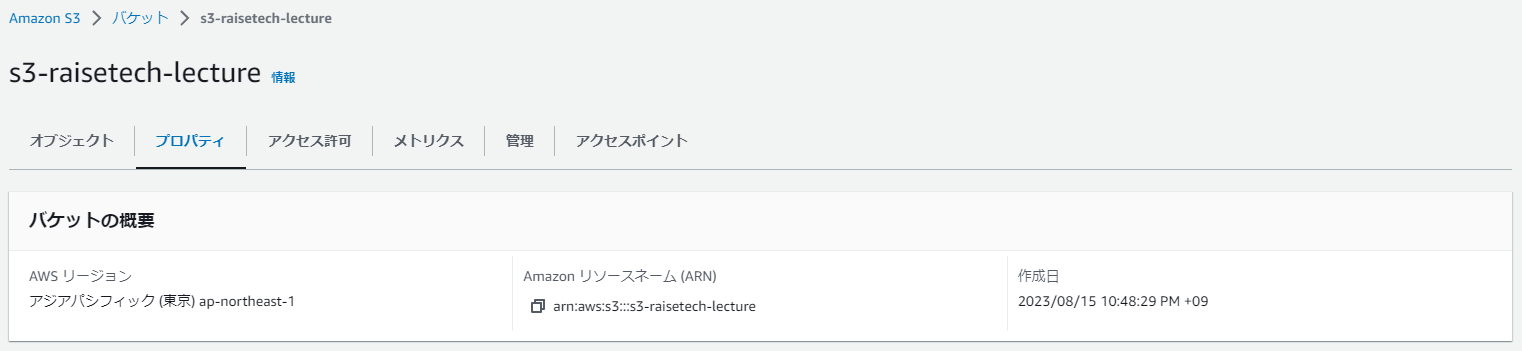 Amazon S3 > バケット > s3-raisetech-lecture
s3-raisetech-lecture 情報
オブジェクト プロパティ アクセス許可 メトリクス 管理 アクセスポイント
バケットの概要
AWS リージョン Amazon リソースネーム (ARN) 作成日
アジアパシフィック (東京) ap-northeast-1 arn:aws:s3:::s3-raisetech-lecture 2023/08/15 10:48:29 PM +09